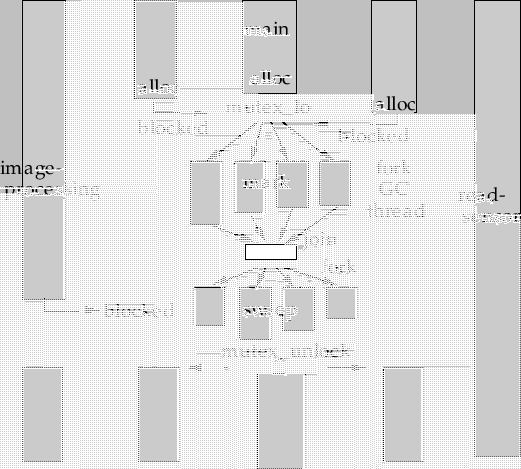 main
alloc
alloc
alloc
mutex_lo
blocked
blocked
image-
processing
mark
fork
GC
thread
read-
sensor
join
fork
blocked
sweep
mutex_unlock